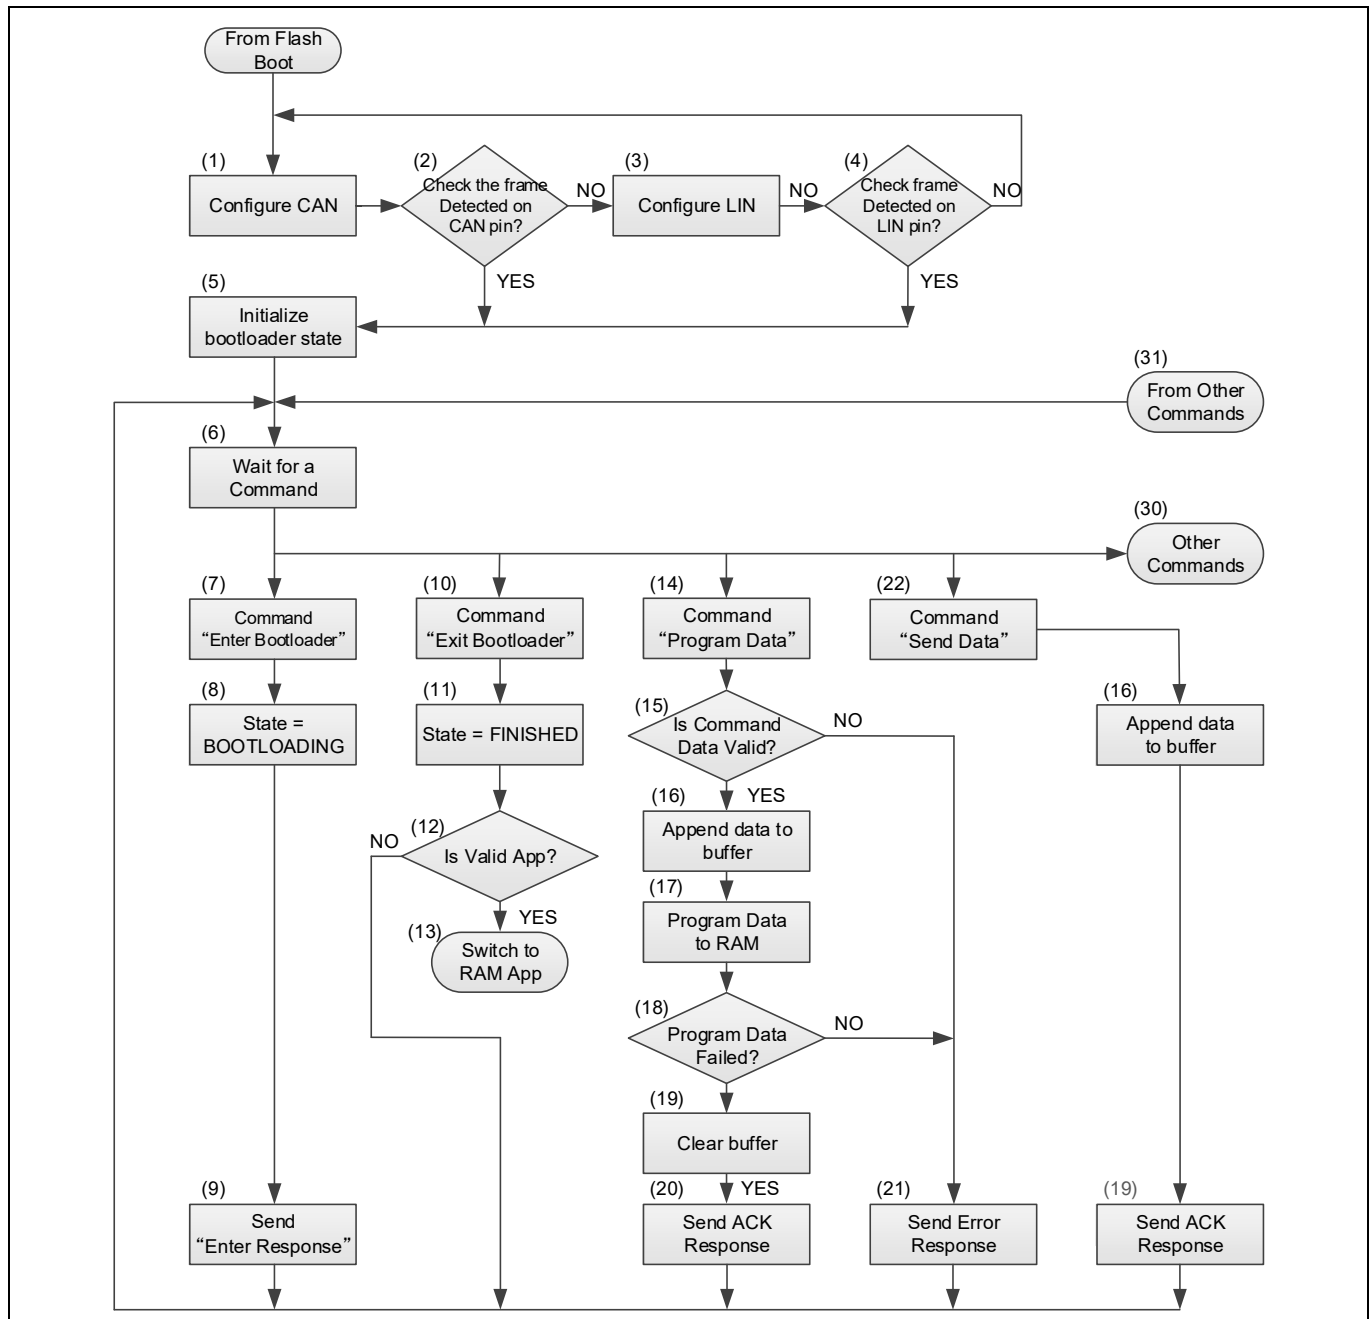 From Flash
Boot
(1)
Configure CAN
(2)
Check the frame
Detected on
CAN pin?
NO
YES
(3)
Configure LIN
NO
(4)
Check frame
Detected on
LIN pin?
NO
YES
(5)
Initialize
bootloader state
(31)
From Other
Commands
(6)
Wait for a
Command
(30)
Other
Commands
(7)
Command
“Enter Bootloader”
(8)
State =
BOOTLOADING
(9)
Send
“Enter Response”
(10)
Command
“Exit Bootloader”
(11)
State = FINISHED
(12)
Is Valid App?
NO
YES
(13)
Switch to
RAM App
(14)
Command
“Program Data”
(15)
Is Command
Data Valid?
NO
YES
(16)
Append data to
buffer
(17)
Program Data
to RAM
(18)
Program Data
Failed?
NO
(19)
Clear buffer
YES
(20)
Send ACK
Response
(21)
Send Error
Response
(22)
Command
“Send Data”
(16)
Append data
to buffer
(19)
Send ACK
Response